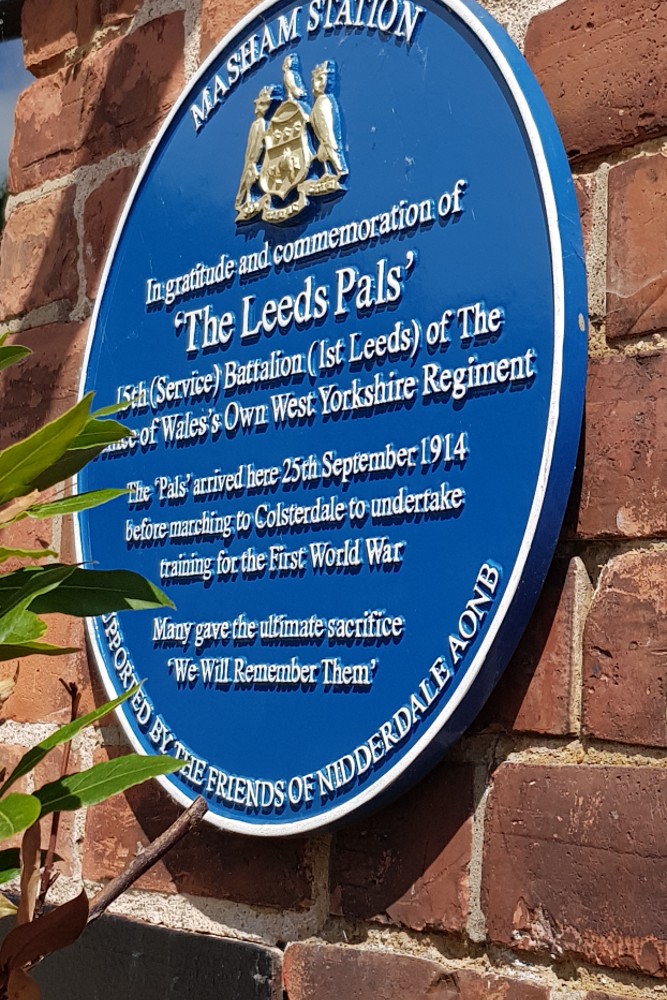 MASHAM STATION
In gratitude and commemoration of
'The Leeds Pals'
15th (Service) Battalion (1st Leeds) of The
of Wales's Own West Yorkshire Regiment
The 'Pals' arrived here 25th September 1914
before marching to Colsterdale to undertake
training for the First World War
Many gave the ultimate sacrifice
'We Will Remember Them'
BY THE FRIENDS OF NIDDERDALE AONB